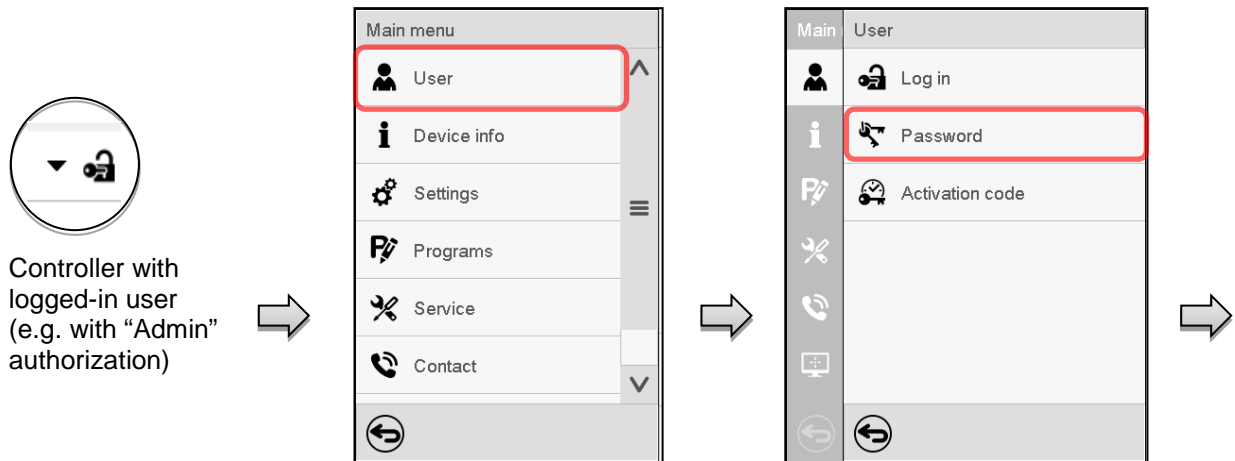 Controller with
logged-in user
(e.g. with “Admin”
authorization)
Main menu
User
Device info
Settings
Programs
Service
Contact
Main
User
Log in
Password
Activation code